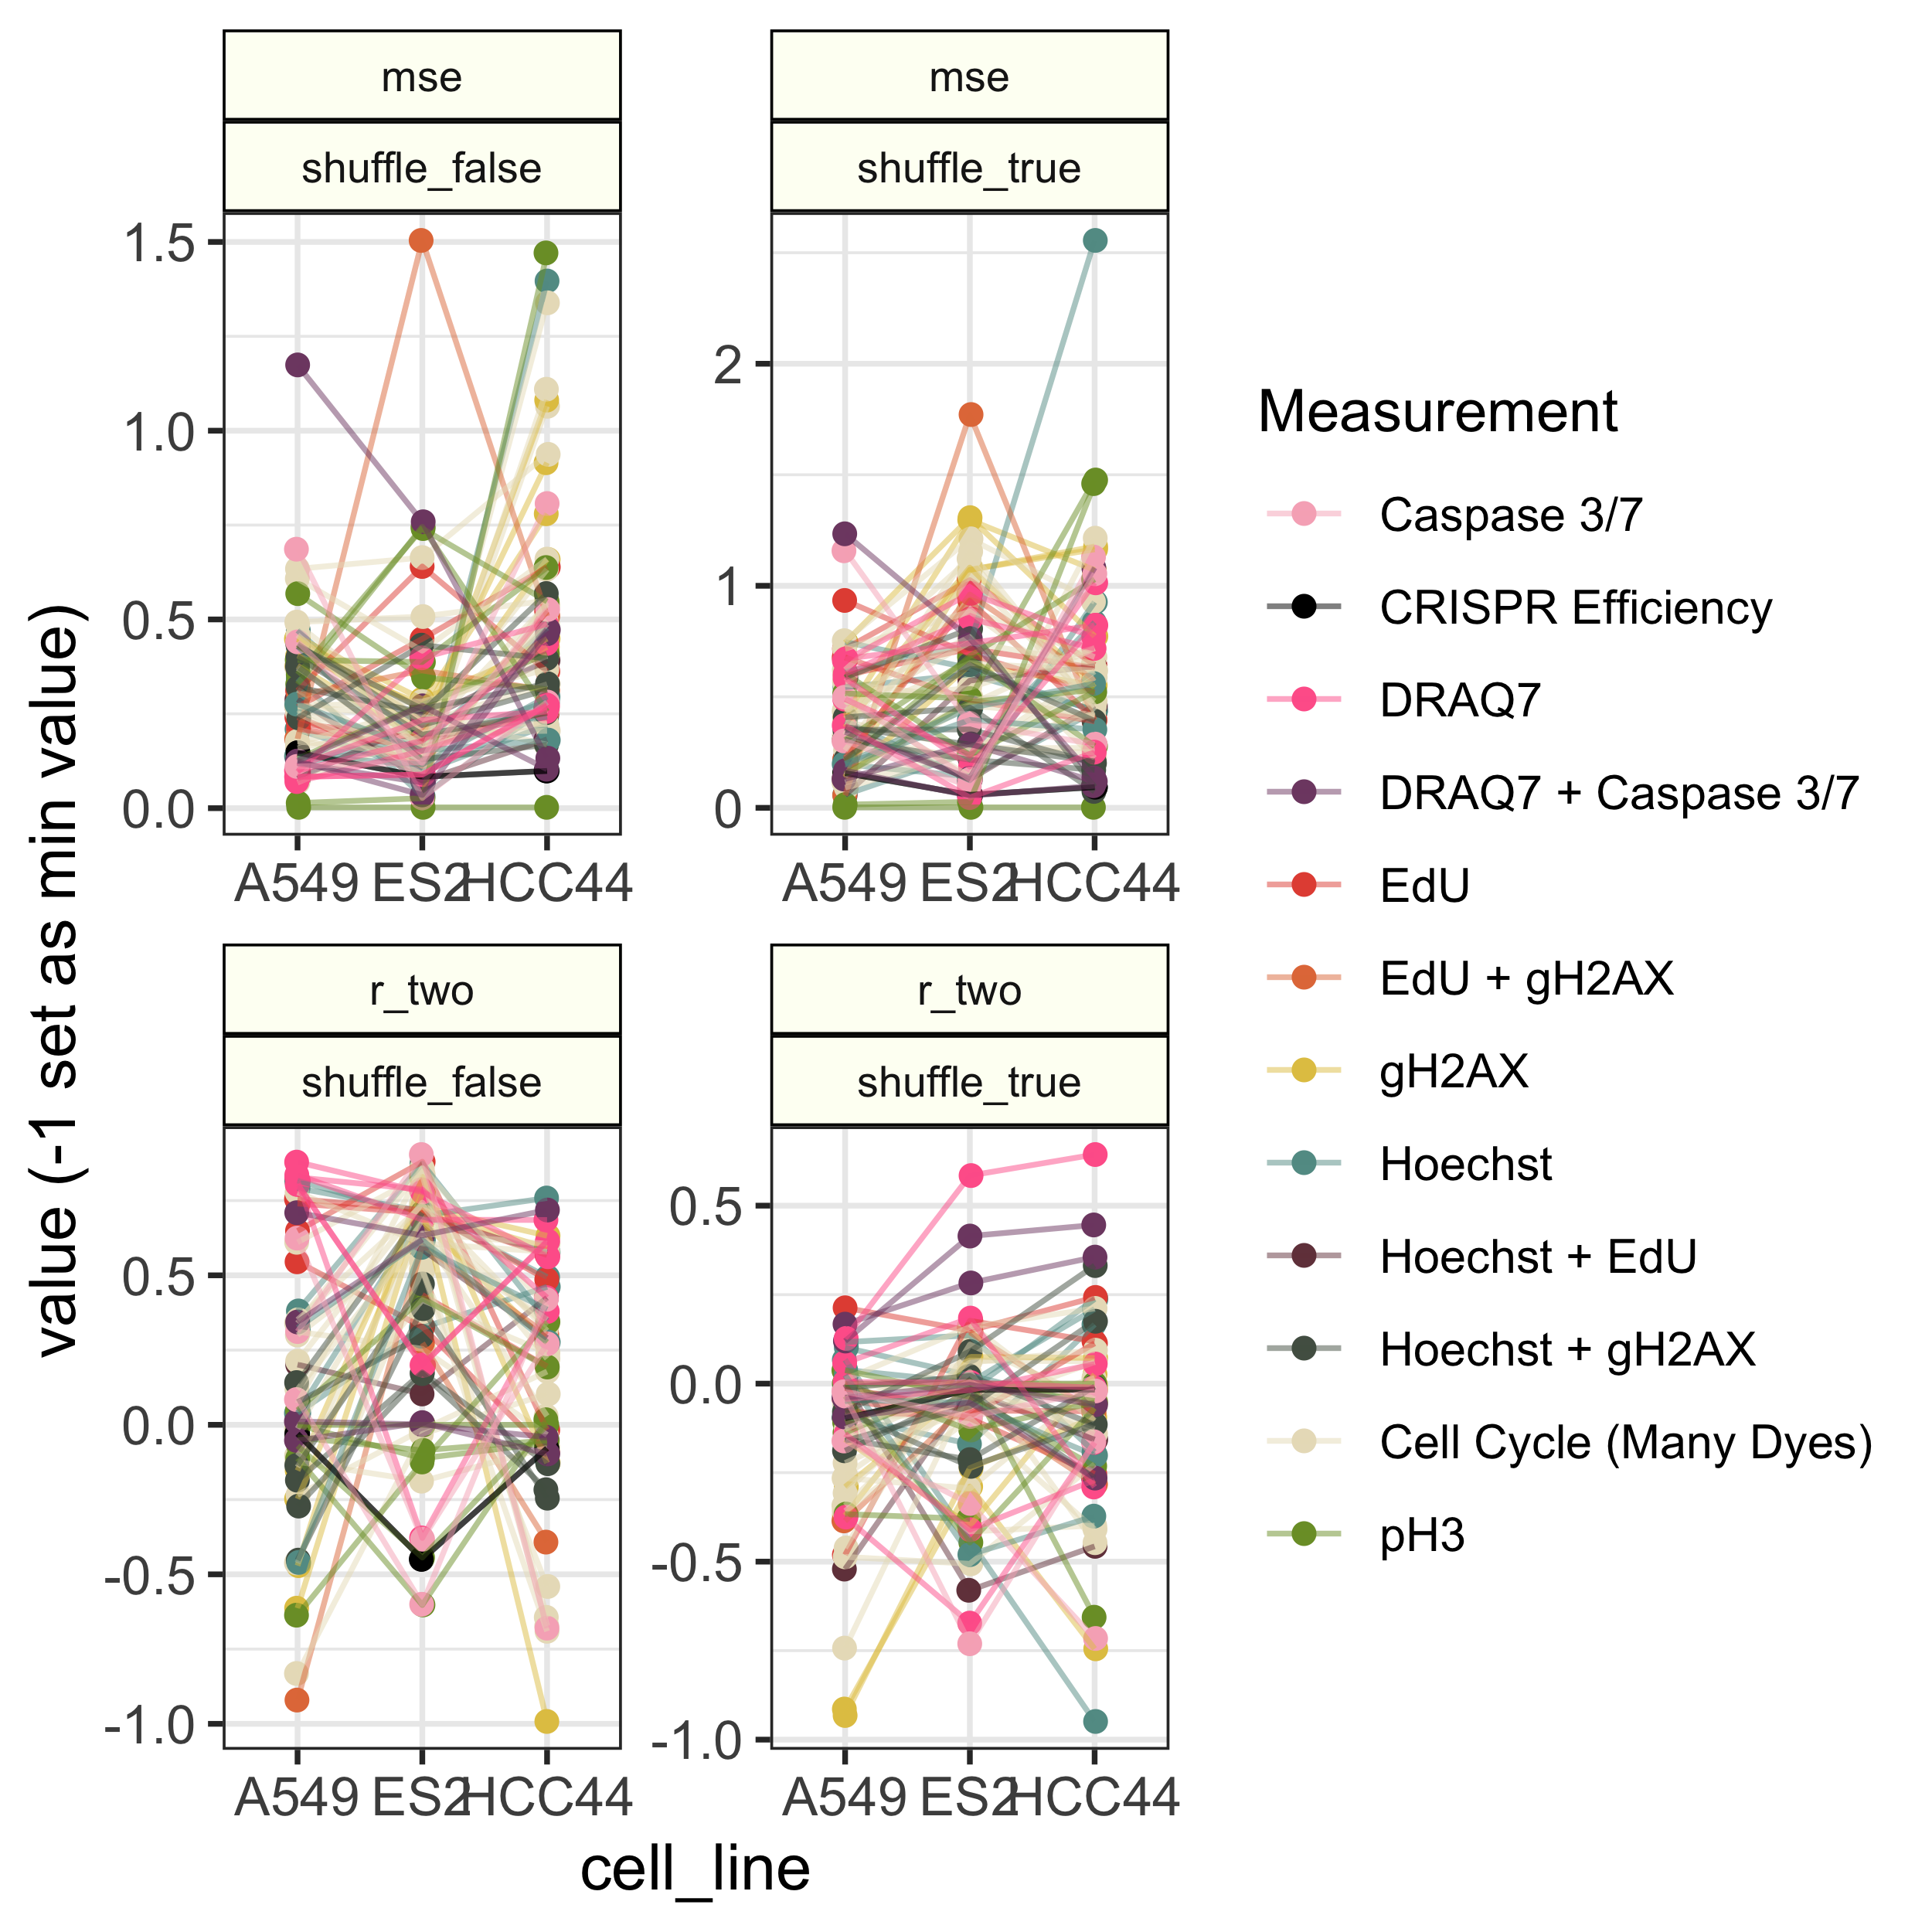 mse
shuffle_false
mse
shuffle_true
1.5
1.0
0.5
0.0
2
1
0
A549 ES2 HCC44
A549 ES2 HCC44
r_two
shuffle_false
r_two
shuffle_true
0.5
0.0
-0.5
-1.0
0.5
0.0
-0.5
-1.0
A549 ES2 HCC44
A549 ES2 HCC44
cell_line
value (-1 set as min value)
Measurement
Caspase 3/7
CRISPR Efficiency
DRAQ7
DRAQ7 + Caspase 3/7
EdU
EdU + gH2AX
gH2AX
Hoechst
Hoechst + EdU
Hoechst + gH2AX
Cell Cycle (Many Dyes)
pH3